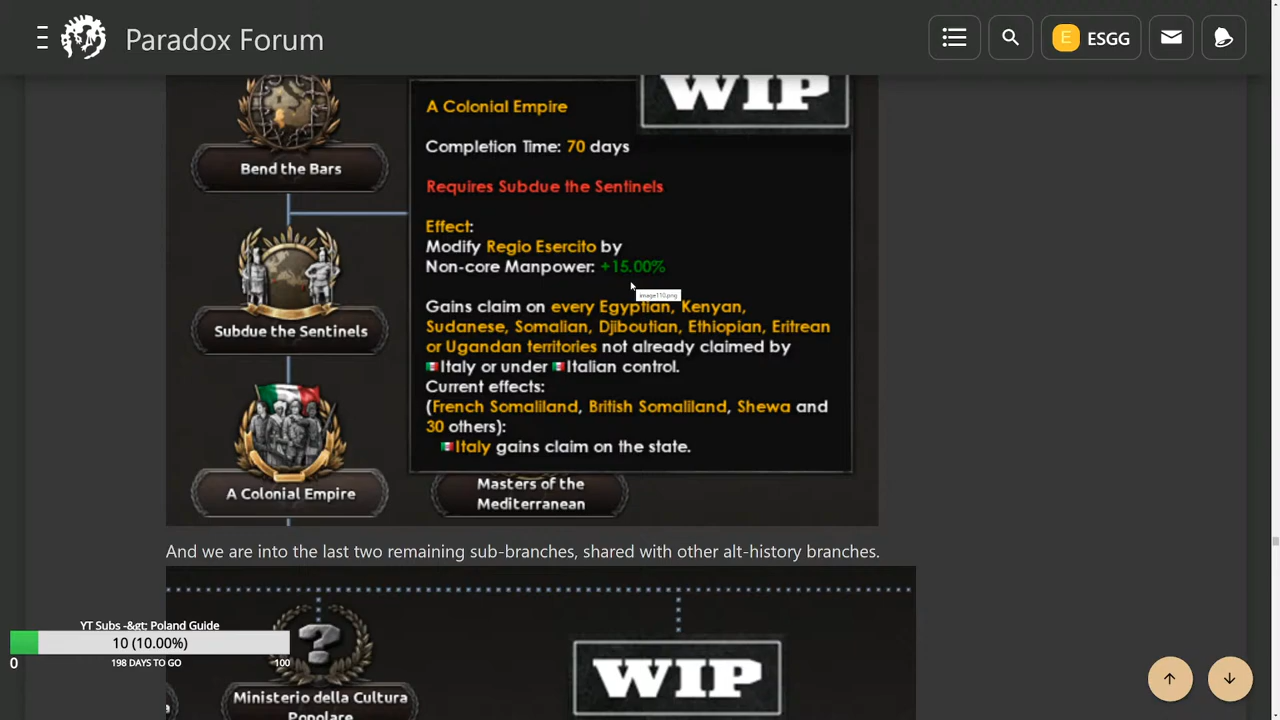 Paradox Forum
E ESGG
WIP
A Colonial Empire
Completion Time: 70 days
Bend the Bars
Requires Subdue the Sentinels
Effect:
Modify Regio Esercito by
Non-core Manpower: +15.00%
image110.png
Gains claim on every Egyptian, Kenyan,
Sudanese, Somalian, Djiboutian, Ethiopian, Eritrean
or Ugandan territories not already claimed by
Italy or under Italian control.
Current effects:
(French Somaliland, British Somaliland, Shewa and
30 others):
Italy gains claim on the state.
Subdue the Sentinels
A Colonial Empire
Masters of the
Mediterranean
And we are into the last two remaining sub-branches, shared with other alt-history branches.
YT Subs -&gt; Poland Guide
10 (10.00%)
0
198 DAYS TO GO
100
WIP
Ministerio della Cultura
Popolare